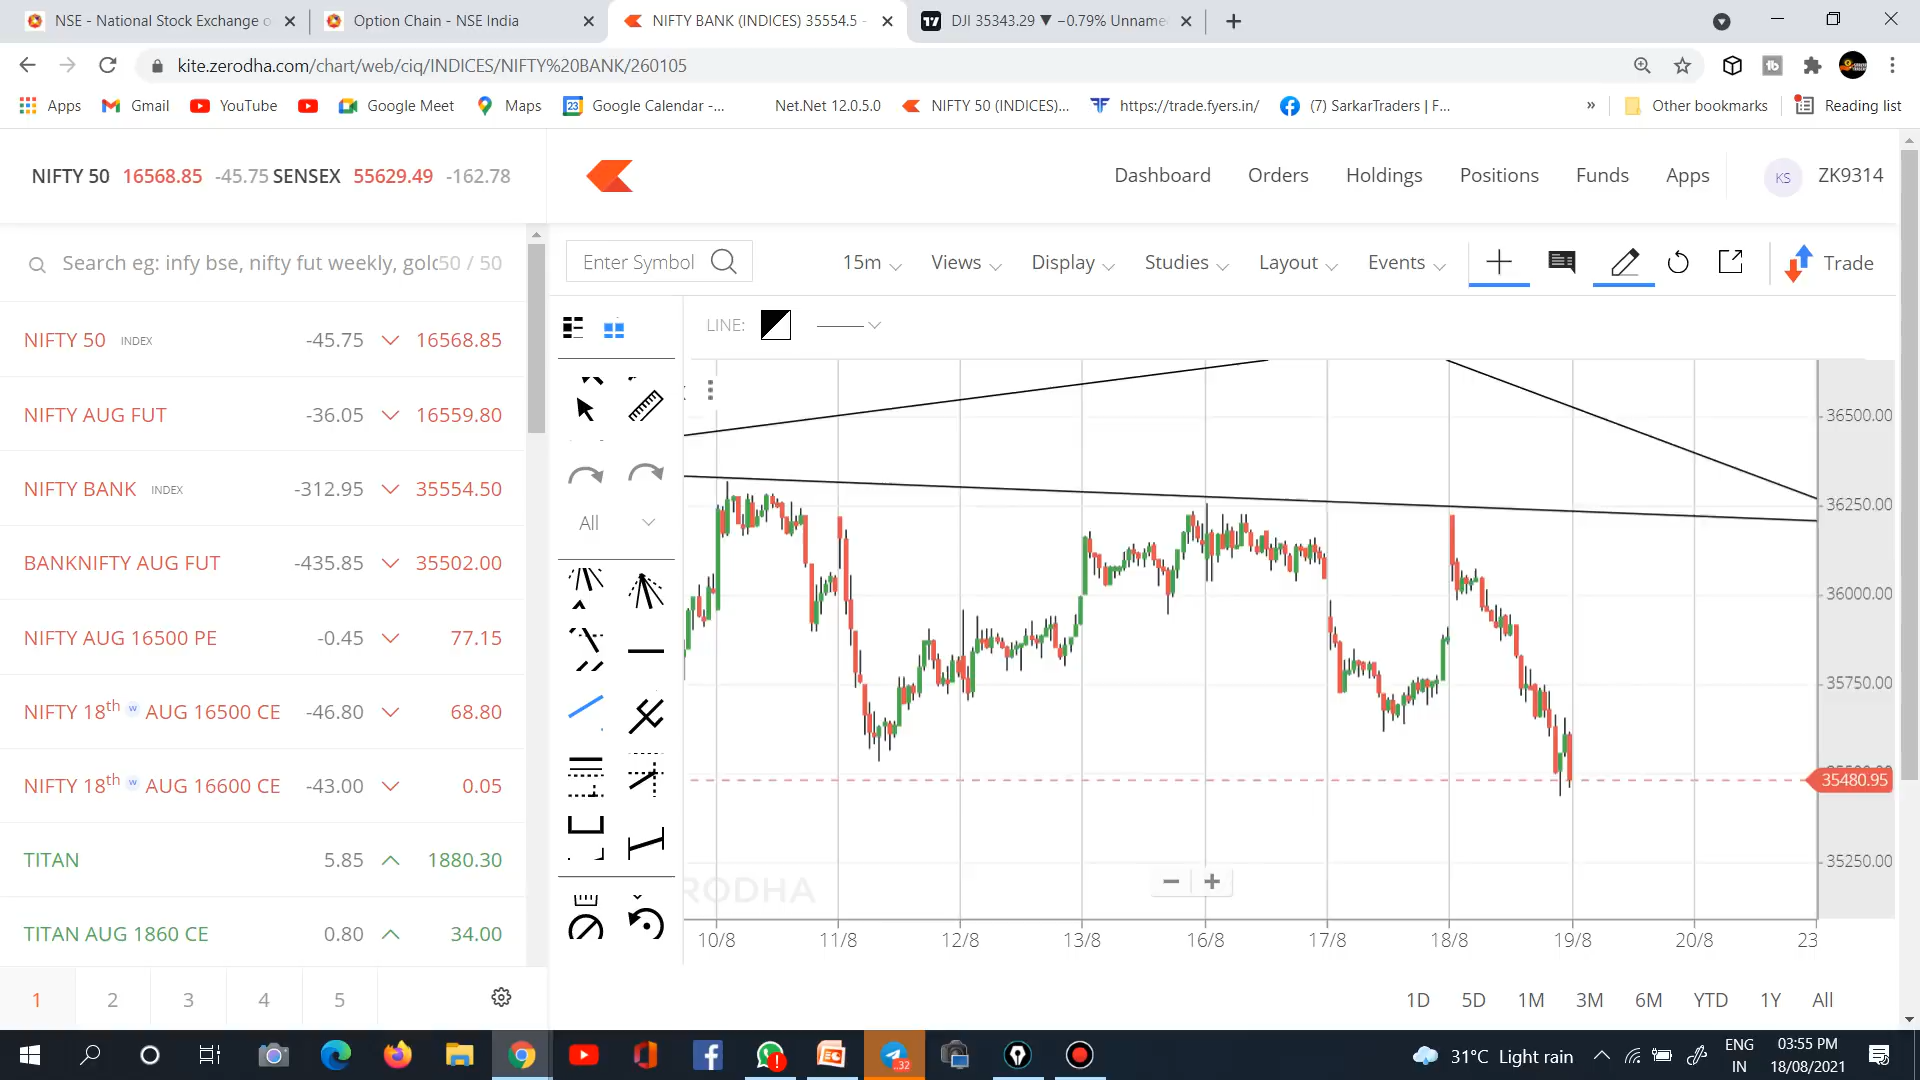 NSE - National Stock Exchange o
Option Chain - NSE India
NIFTY BANK (INDICES) 35554.5 -
DJI 35343.29 ▼ −0.79% Unname
kite.zerodha.com/chart/web/ciq/INDICES/NIFTY%20BANK/260105
Apps Gmail YouTube Google Meet Maps Google Calendar -... Net.Net 12.0.5.0 NIFTY 50 (INDICES)... https://trade.fyers.in/ (7) SarkarTraders | F... » Other bookmarks Reading list
NIFTY 50 16568.85 -45.75 SENSEX 55629.49 -162.78
Dashboard Orders Holdings Positions Funds Apps KS ZK9314
Search eg: infy bse, nifty fut weekly, gold 50 / 50
Enter Symbol 15m Views Display Studies Layout Events Trade
LINE:
All
NIFTY 50 INDEX -45.75 16568.85
NIFTY AUG FUT -36.05 16559.80
NIFTY BANK INDEX -312.95 35554.50
BANKNIFTY AUG FUT -435.85 35502.00
NIFTY AUG 16500 PE -0.45 77.15
NIFTY 18th w AUG 16500 CE -46.80 68.80
NIFTY 18th w AUG 16600 CE -43.00 0.05
TITAN 5.85 1880.30
TITAN AUG 1860 CE 0.80 34.00
1 2 3 4 5
36500.00
36250.00
36000.00
35750.00
35480.95
35250.00
RODHA
− +
10/8 11/8 12/8 13/8 16/8 17/8 18/8 19/8 20/8 23
1D 5D 1M 3M 6M YTD 1Y All
31°C Light rain
ENG
IN
03:55 PM
18/08/2021